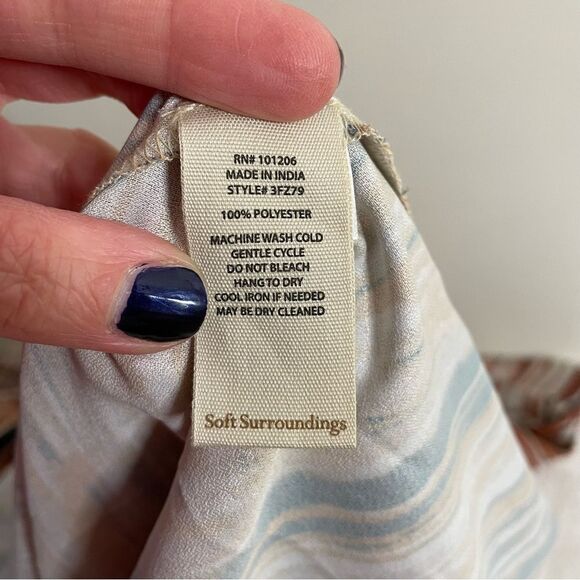 RN# 101206
MADE IN INDIA
STYLE# 3FZ79
100% POLYESTER
MACHINE WASH COLD
GENTLE CYCLE
DO NOT BLEACH
HANG TO DRY
COOL IRON IF NEEDED
MAY BE DRY CLEANED
Soft Surroundings